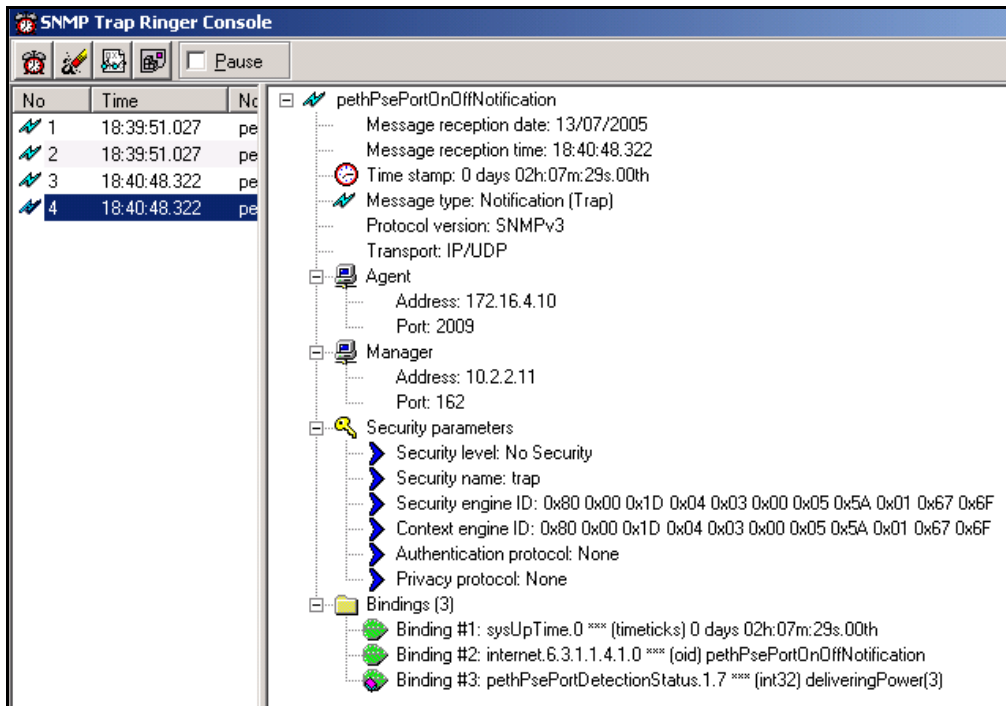 SNMP Trap Ringer Console
Pause
No Time
1 18:39:51.027 pe
2 18:39:51.027 pe
3 18:40:48.322 pe
4 18:40:48.322 pe
pethPsePortOnOffNotification
Message reception date: 13/07/2005
Message reception time: 18:40:48.322
Time stamp: 0 days 02h:07m:29s.00th
Message type: Notification (Trap)
Protocol version: SNMPv3
Transport: IP/UDP
Agent
Address: 172.16.4.10
Port: 2009
Manager
Address: 10.2.2.11
Port: 162
Security parameters
Security level: No Security
Security name: trap
Security engine ID: 0x80 0x00 0x1D 0x04 0x03 0x00 0x05 0x5A 0x01 0x67 0x6F
Context engine ID: 0x80 0x00 0x1D 0x04 0x03 0x00 0x05 0x5A 0x01 0x67 0x6F
Authentication protocol: None
Privacy protocol: None
Bindings (3)
Binding #1: sysUpTime.0 *** (timeticks) 0 days 02h:07m:29s.00th
Binding #2: internet.6.3.1.1.4.1.0 *** (oid) pethPsePortOnOffNotification
Binding #3: pethPsePortDetectionStatus.1.7 *** (int32) deliveringPower(3)